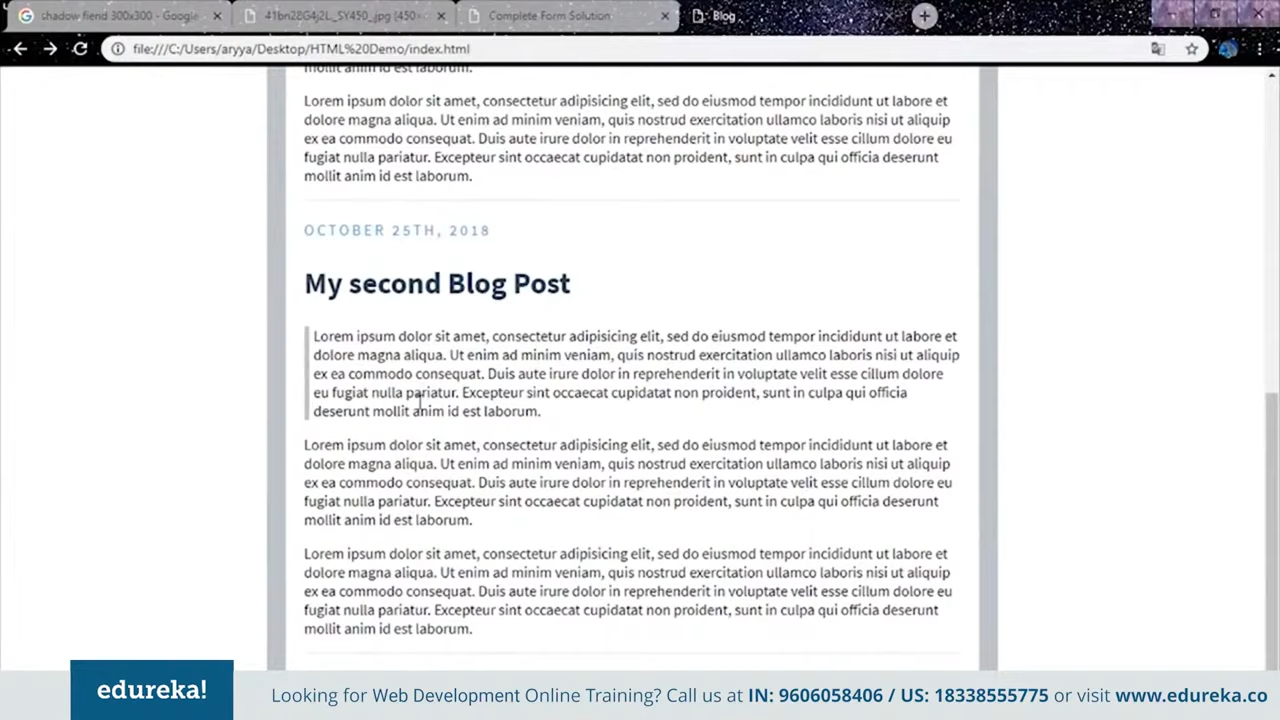 shadow fiend 300x300 - Google
41bn28G4j2L._SY450_.jpg (450×
Complete Form Solution
Blog
file:///C:/Users/aryya/Desktop/HTML%20Demo/index.html
mollit anim id est laborum.
Lorem ipsum dolor sit amet, consectetur adipisicing elit, sed do eiusmod tempor incididunt ut labore et
dolore magna aliqua. Ut enim ad minim veniam, quis nostrud exercitation ullamco laboris nisi ut aliquip
ex ea commodo consequat. Duis aute irure dolor in reprehenderit in voluptate velit esse cillum dolore eu
fugiat nulla pariatur. Excepteur sint occaecat cupidatat non proident, sunt in culpa qui officia deserunt
mollit anim id est laborum.
OCTOBER 25TH, 2018
My second Blog Post
Lorem ipsum dolor sit amet, consectetur adipisicing elit, sed do eiusmod tempor incididunt ut labore et
dolore magna aliqua. Ut enim ad minim veniam, quis nostrud exercitation ullamco laboris nisi ut aliquip
ex ea commodo consequat. Duis aute irure dolor in reprehenderit in voluptate velit esse cillum dolore
eu fugiat nulla pariatur. Excepteur sint occaecat cupidatat non proident, sunt in culpa qui officia
deserunt mollit anim id est laborum.
Lorem ipsum dolor sit amet, consectetur adipisicing elit, sed do eiusmod tempor incididunt ut labore et
dolore magna aliqua. Ut enim ad minim veniam, quis nostrud exercitation ullamco laboris nisi ut aliquip
ex ea commodo consequat. Duis aute irure dolor in reprehenderit in voluptate velit esse cillum dolore eu
fugiat nulla pariatur. Excepteur sint occaecat cupidatat non proident, sunt in culpa qui officia deserunt
mollit anim id est laborum.
Lorem ipsum dolor sit amet, consectetur adipisicing elit, sed do eiusmod tempor incididunt ut labore et
dolore magna aliqua. Ut enim ad minim veniam, quis nostrud exercitation ullamco laboris nisi ut aliquip
ex ea commodo consequat. Duis aute irure dolor in reprehenderit in voluptate velit esse cillum dolore eu
fugiat nulla pariatur. Excepteur sint occaecat cupidatat non proident, sunt in culpa qui officia deserunt
mollit anim id est laborum.
edureka!
Looking for Web Development Online Training? Call us at IN: 9606058406 / US: 18338555775 or visit www.edureka.co